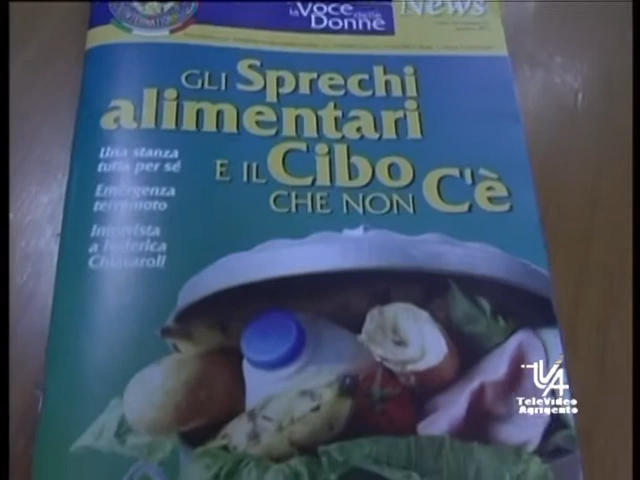 la Voce delle Donne
News
GLI Sprechi
alimentari
E IL Cibo
CHE NON C'è
Una stanza
tutta per sé
Emergenza
terremoto
Intervista
a Federica
Chiavaroli
TeleVideo
Agrigento